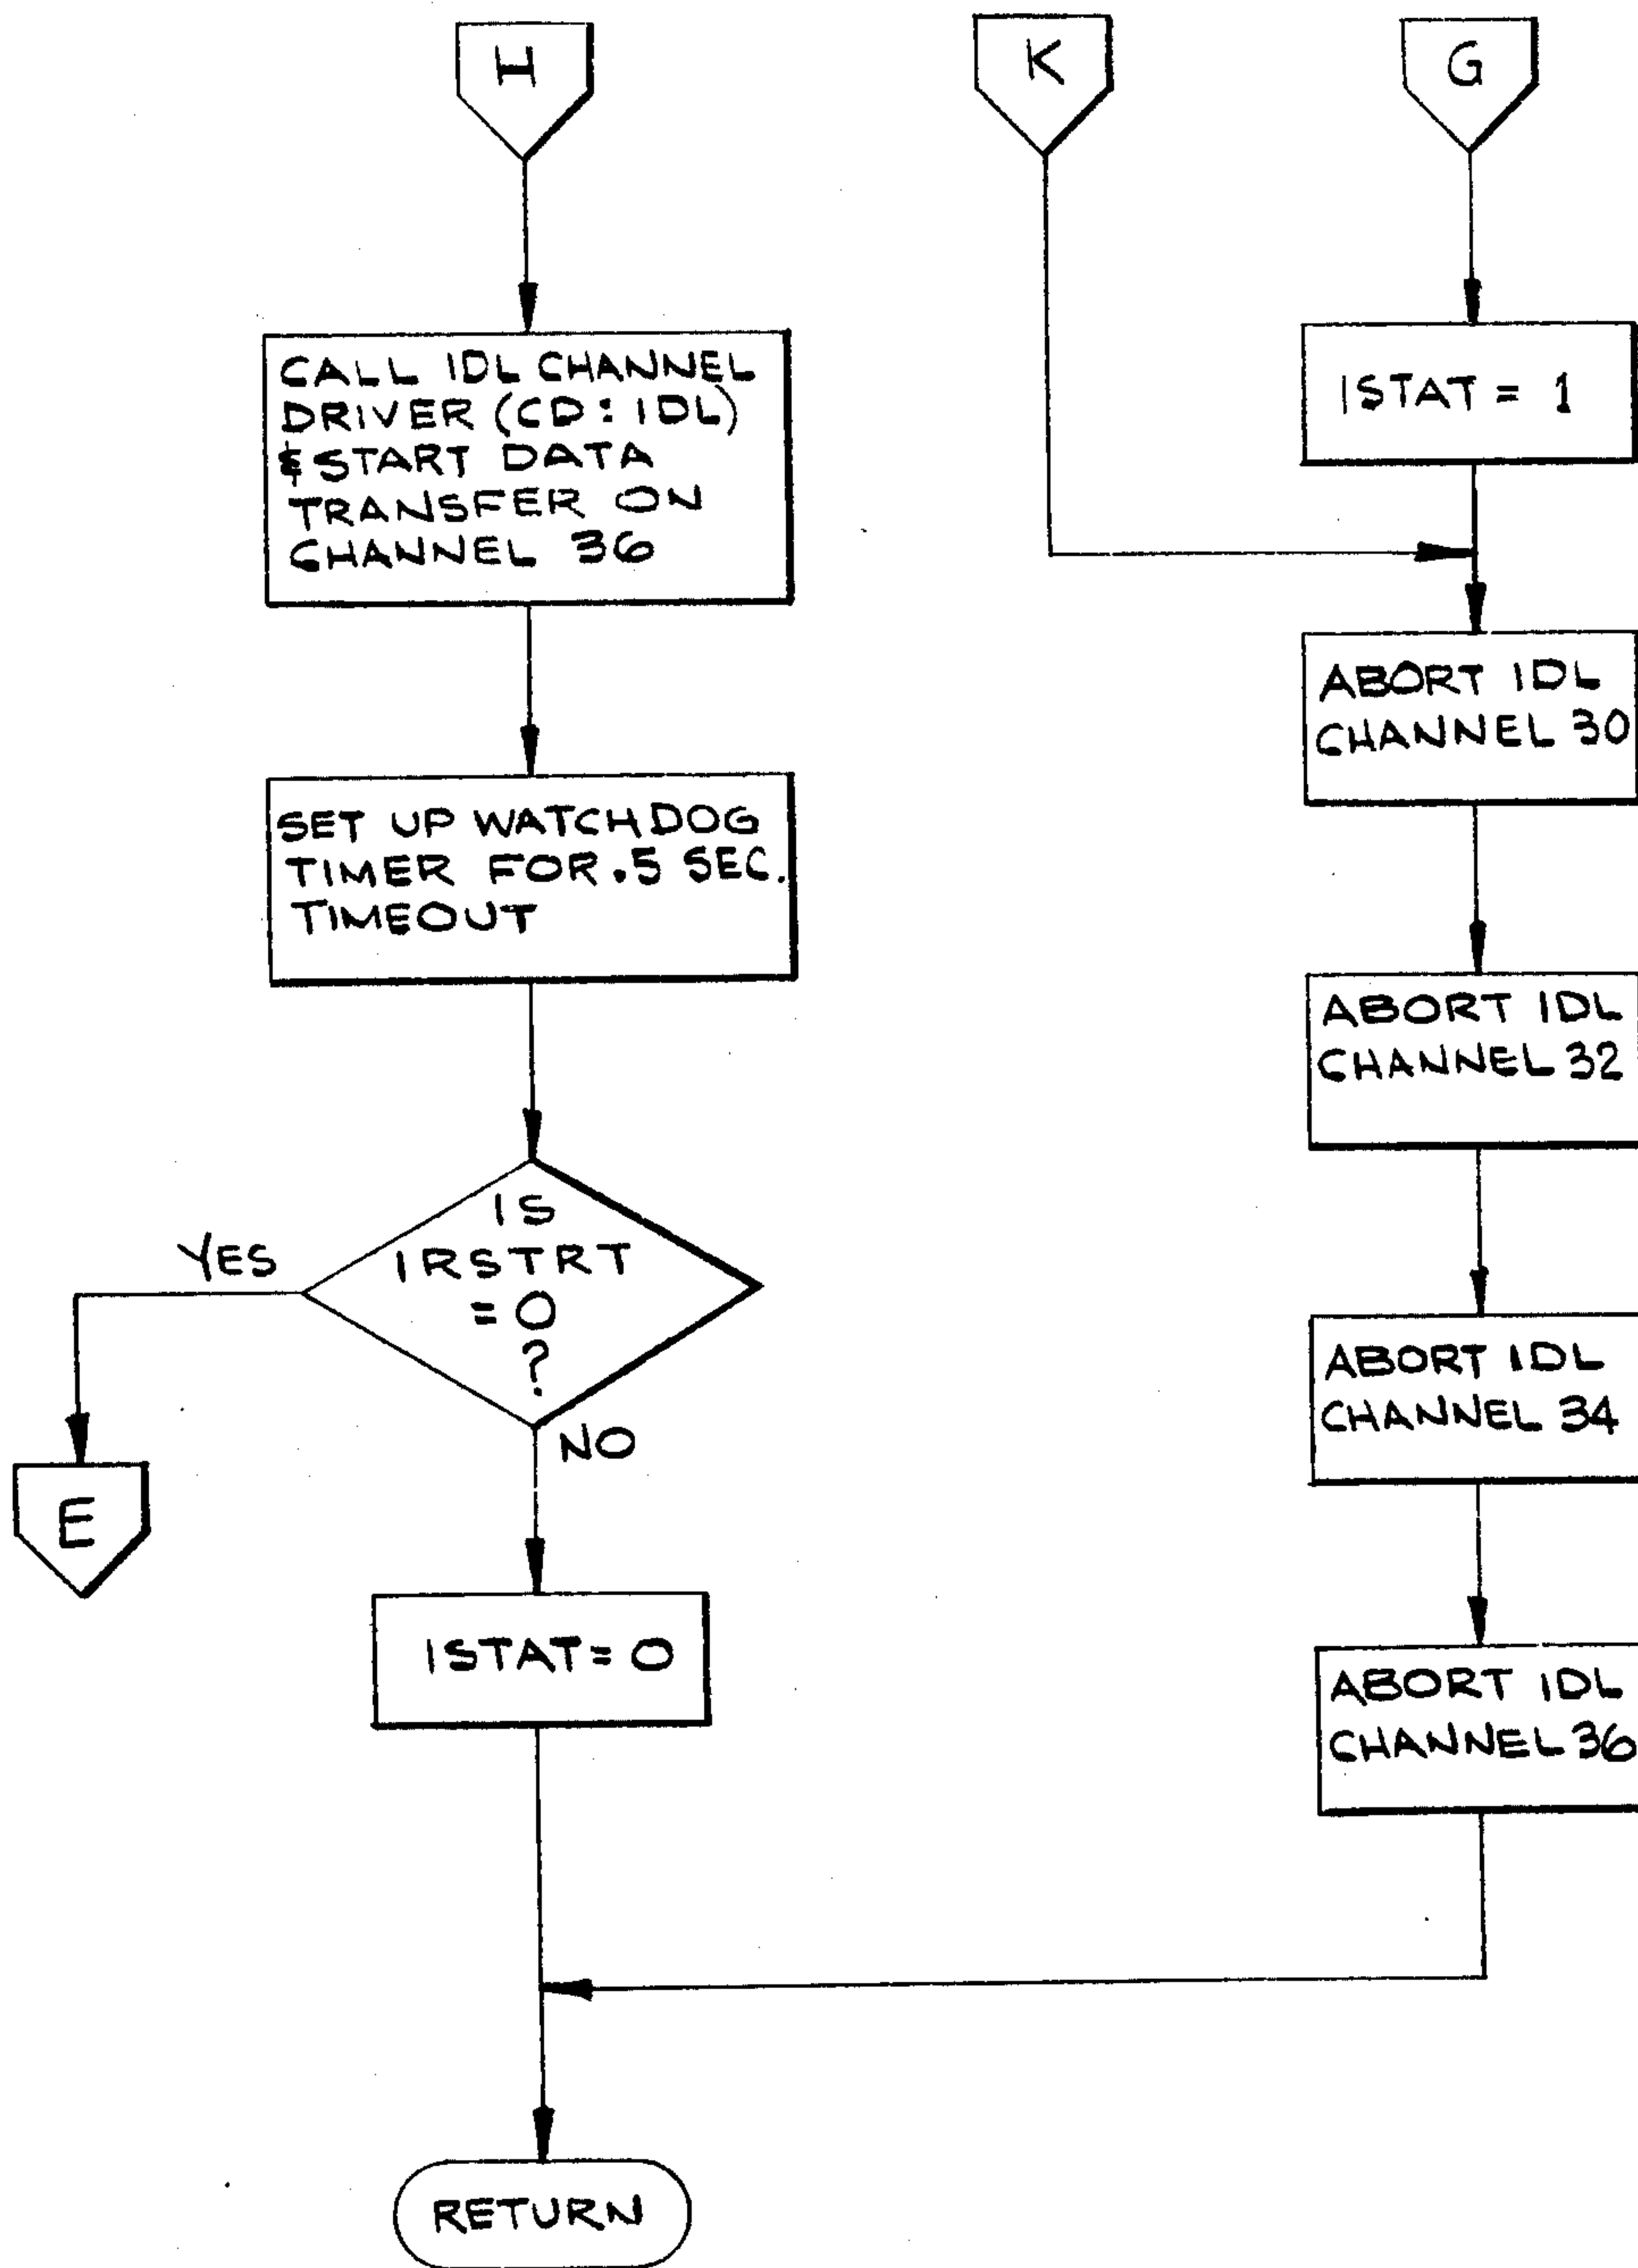 H
K
G
CALL IDL CHANNEL
DRIVER (CD:IDL)
& START DATA
TRANSFER ON
CHANNEL 36
SET UP WATCHDOG
TIMER FOR .5 SEC.
TIMEOUT
IS
IRSTRT
= 0
?
YES
NO
E
ISTAT = 0
ISTAT = 1
ABORT IDL
CHANNEL 30
ABORT IDL
CHANNEL 32
ABORT IDL
CHANNEL 34
ABORT IDL
CHANNEL 36
RETURN